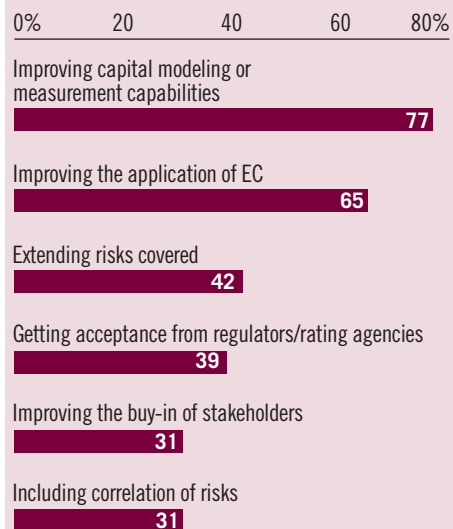 0% 20 40 60 80%
Improving capital modeling or
measurement capabilities
77
Improving the application of EC
65
Extending risks covered
42
Getting acceptance from regulators/rating agencies
39
Improving the buy-in of stakeholders
31
Including correlation of risks
31